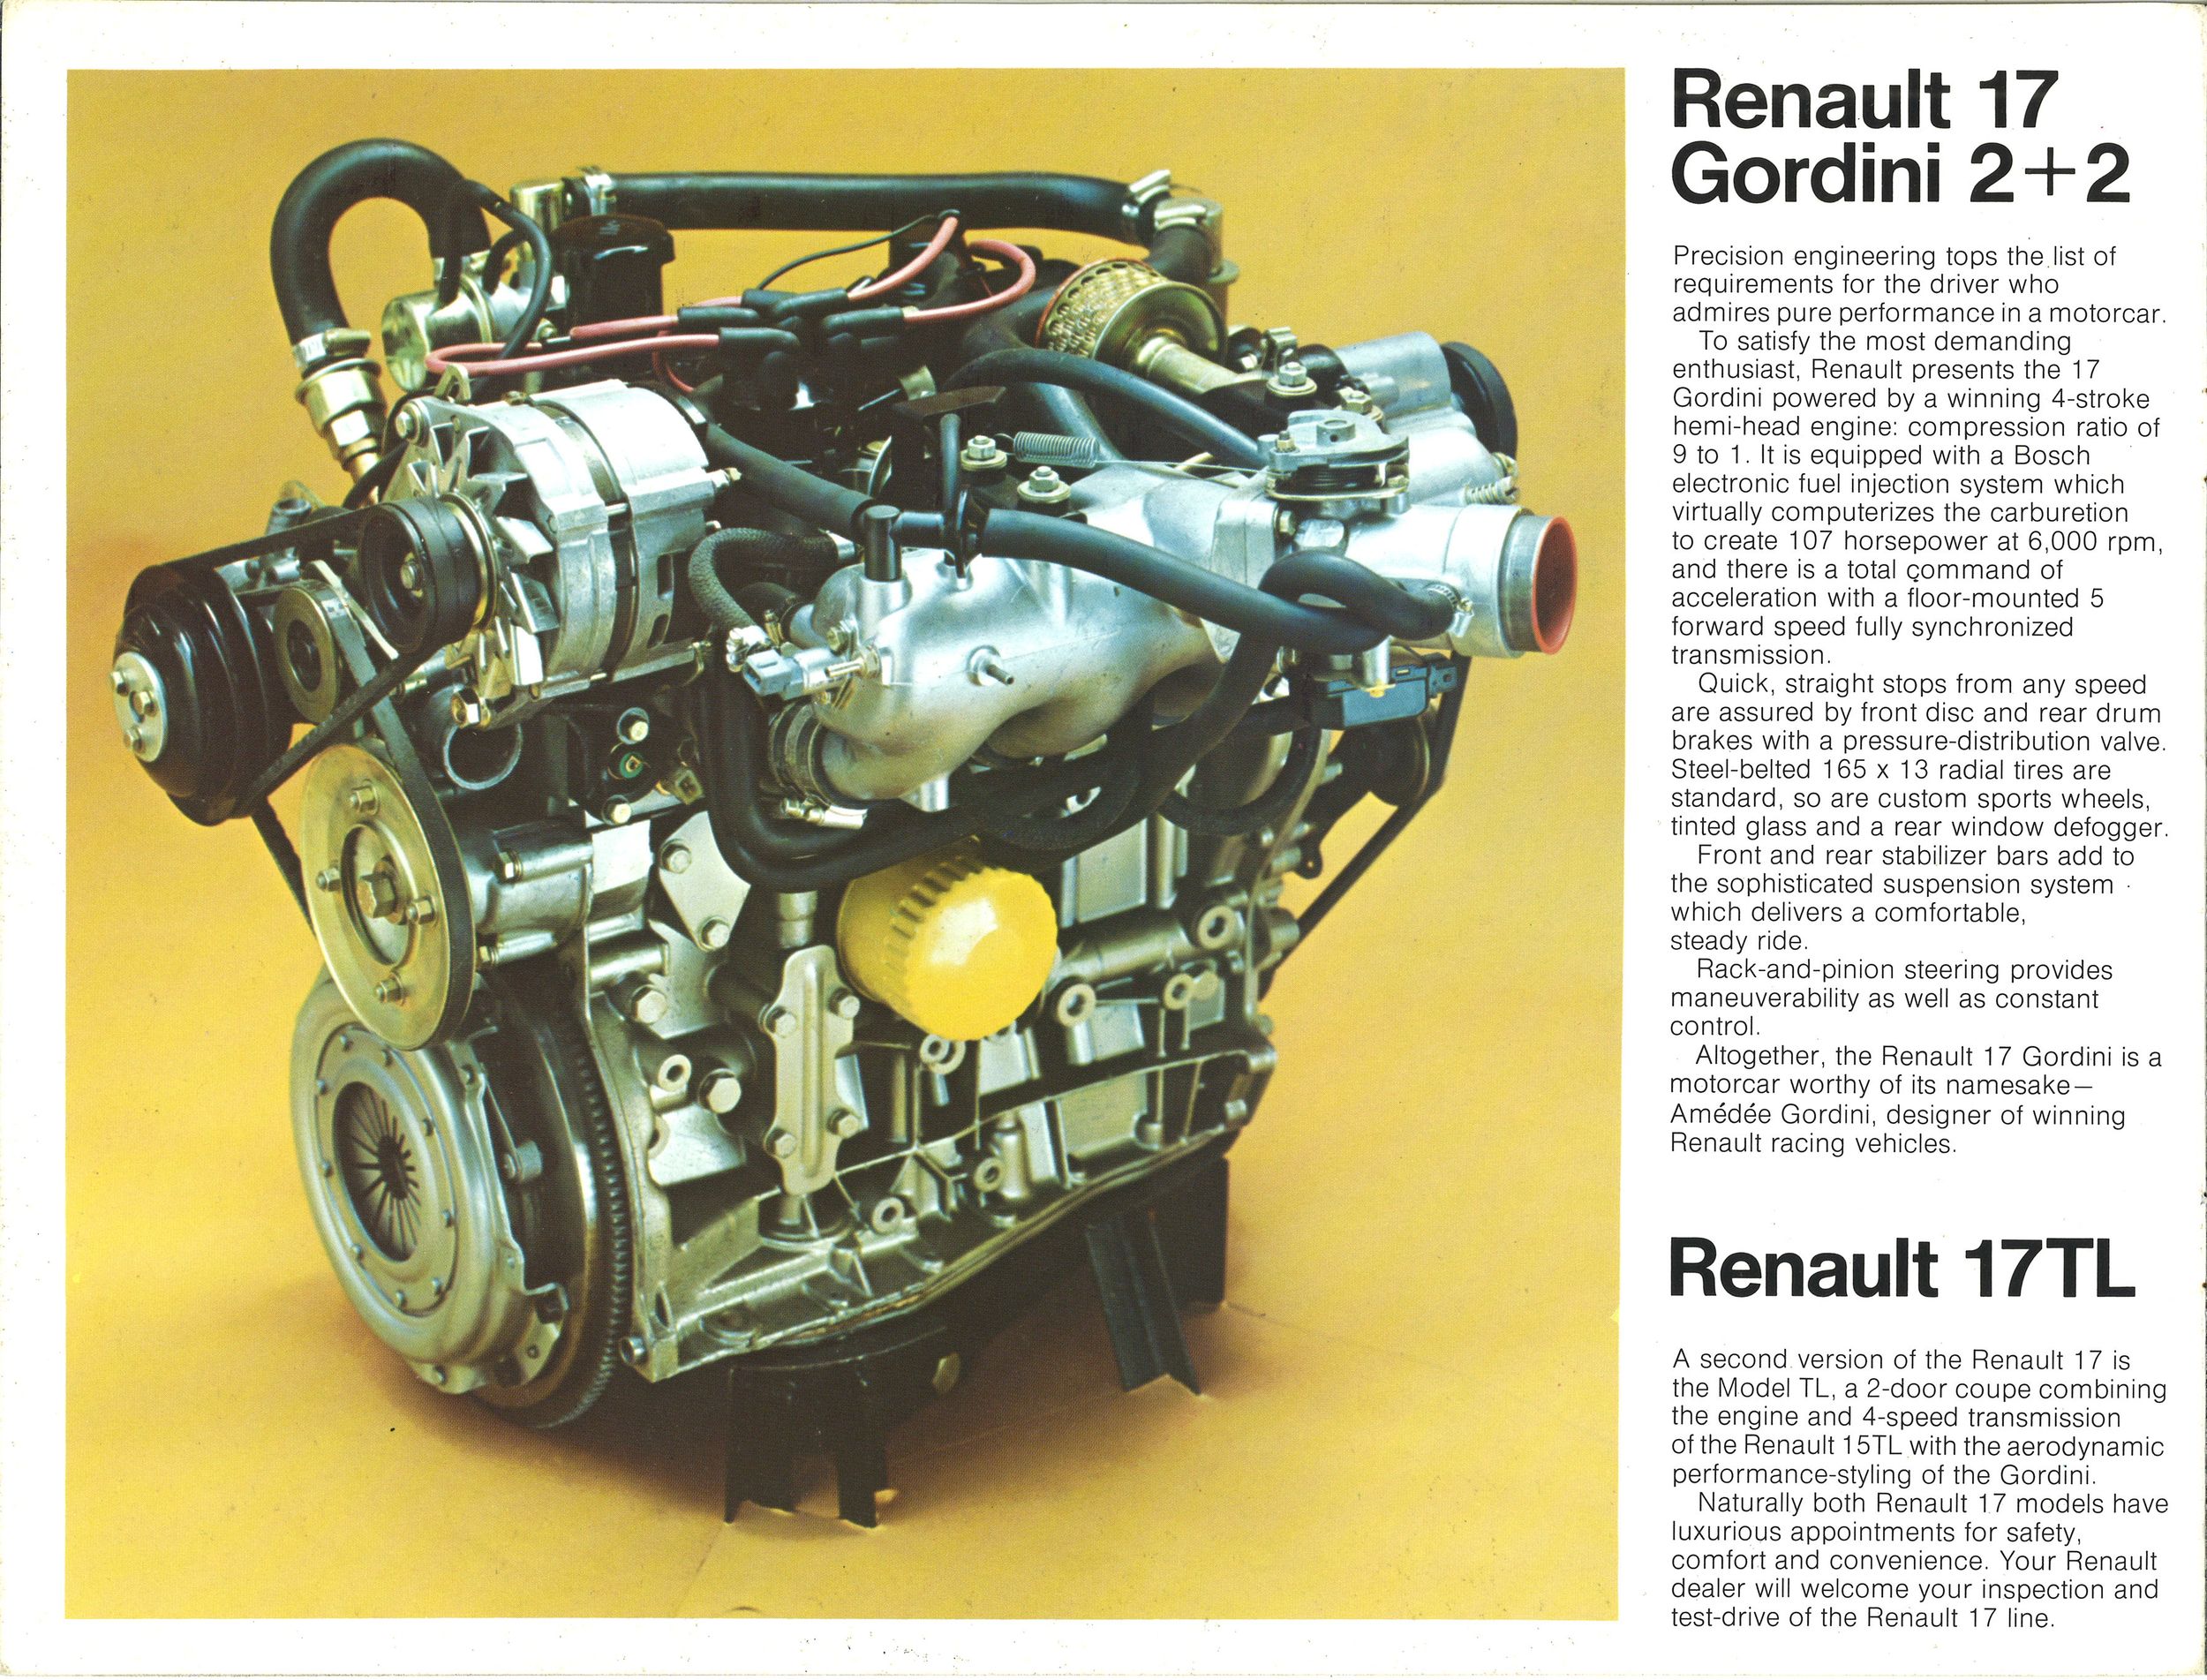 Renault 17
Gordini 2+2
Precision engineering tops the list of
requirements for the driver who
admires pure performance in a motorcar.
To satisfy the most demanding
enthusiast, Renault presents the 17
Gordini powered by a winning 4-stroke
hemi-head engine: compression ratio of
9 to 1. It is equipped with a Bosch
electronic fuel injection system which
virtually computerizes the carburetion
to create 107 horsepower at 6,000 rpm,
and there is a total command of
acceleration with a floor-mounted 5
forward speed fully synchronized
transmission.
Quick, straight stops from any speed
are assured by front disc and rear drum
brakes with a pressure-distribution valve.
Steel-belted 165 x 13 radial tires are
standard, so are custom sports wheels,
tinted glass and a rear window defogger.
Front and rear stabilizer bars add to
the sophisticated suspension system
which delivers a comfortable,
steady ride.
Rack-and-pinion steering provides
maneuverability as well as constant
control.
Altogether, the Renault 17 Gordini is a
motorcar worthy of its namesake—
Amédée Gordini, designer of winning
Renault racing vehicles.
Renault 17TL
A second version of the Renault 17 is
the Model TL, a 2-door coupe combining
the engine and 4-speed transmission
of the Renault 15TL with the aerodynamic
performance-styling of the Gordini.
Naturally both Renault 17 models have
luxurious appointments for safety,
comfort and convenience. Your Renault
dealer will welcome your inspection and
test-drive of the Renault 17 line.